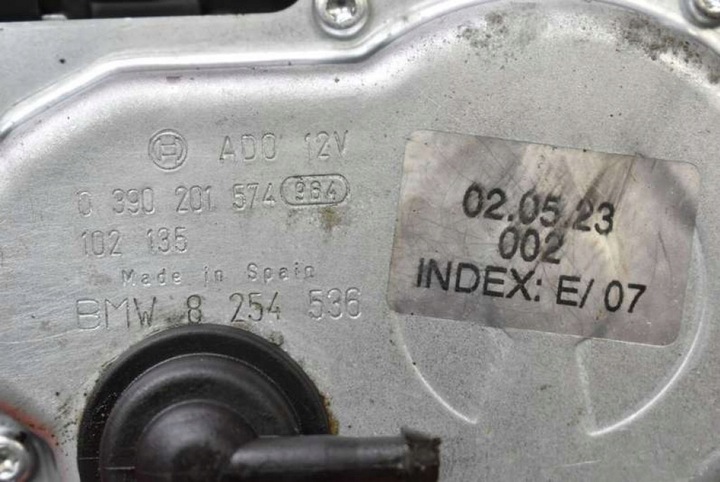 ADO 12V
0 390 201 574 984
102 135
Made in Spain
BMW 8 254 536
02.05.23
002
INDEX: E/ 07